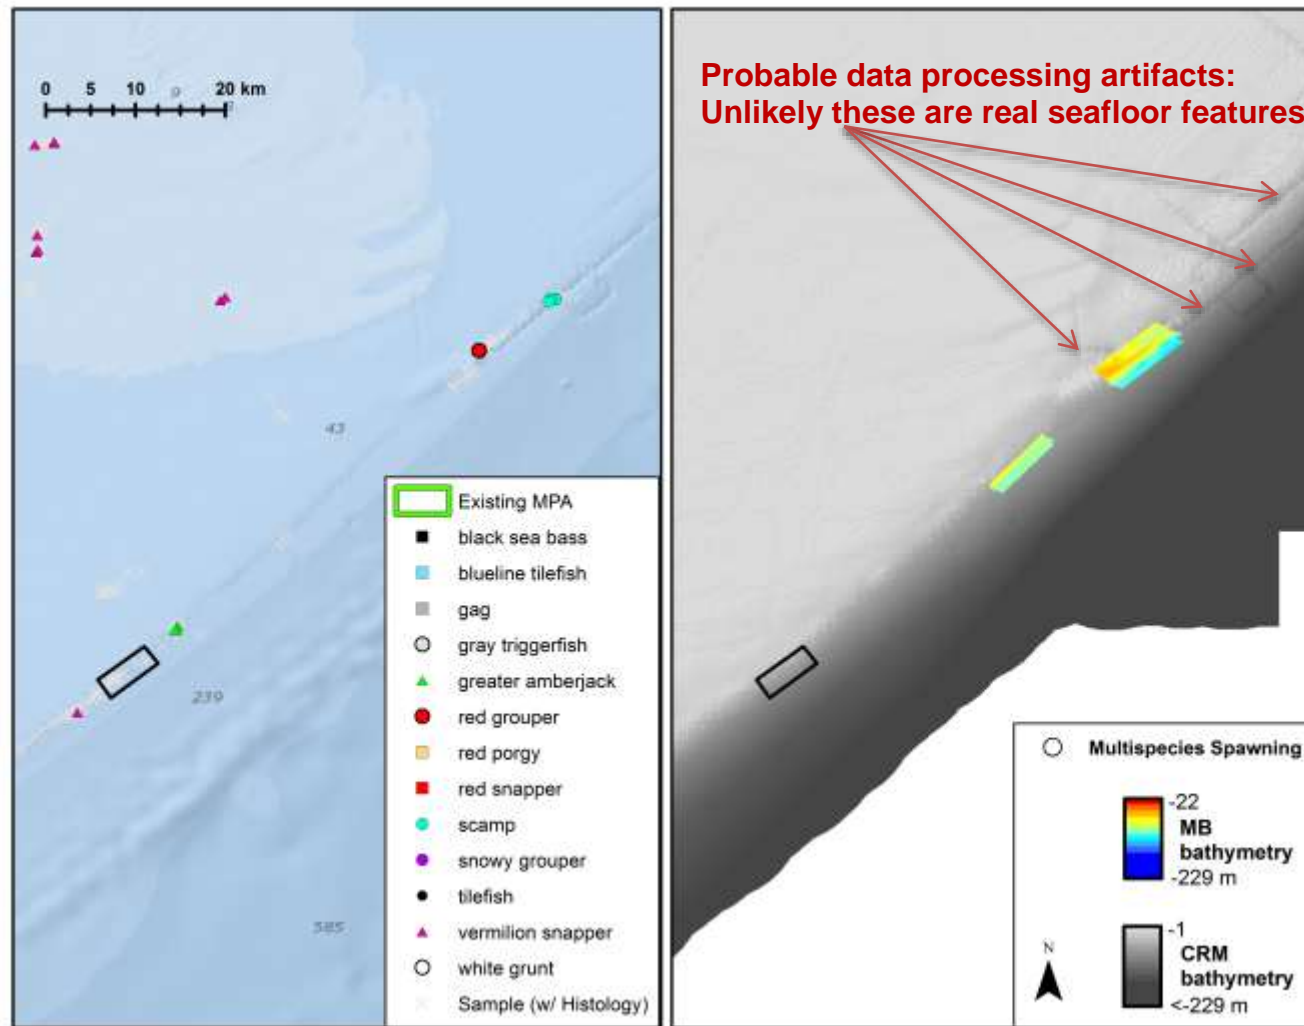 0 5 10 20 km
43
239
585
Existing MPA
black sea bass
blueline tilefish
gag
gray triggerfish
greater amberjack
red grouper
red porgy
red snapper
scamp
snowy grouper
tilefish
vermilion snapper
white grunt
Sample (w/ Histology)
Probable data processing artifacts:
Unlikely these are real seafloor features
Multispecies Spawning
-22
MB
bathymetry
-229 m
-1
CRM
bathymetry
<-229 m
N